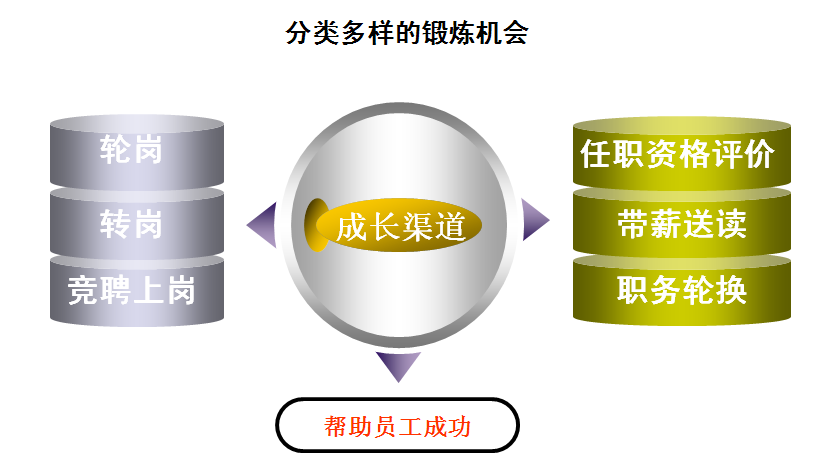 分类多样的锻炼机会
轮岗
转岗
竞聘上岗
成长渠道
任职资格评价
带薪送读
职务轮换
帮助员工成功